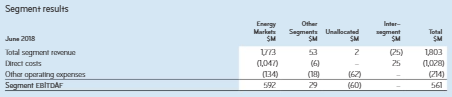 Segment results
June 2018 Energy Markets $M Other Segments $M Unallocated $M Inter-segment $M Total $M
Total segment revenue 1,773 53 2 (25) 1,803
Direct costs (1,047) (6) – 25 (1,028)
Other operating expenses (134) (18) (62) – (214)
Segment EBITDAF 592 29 (60) – 561